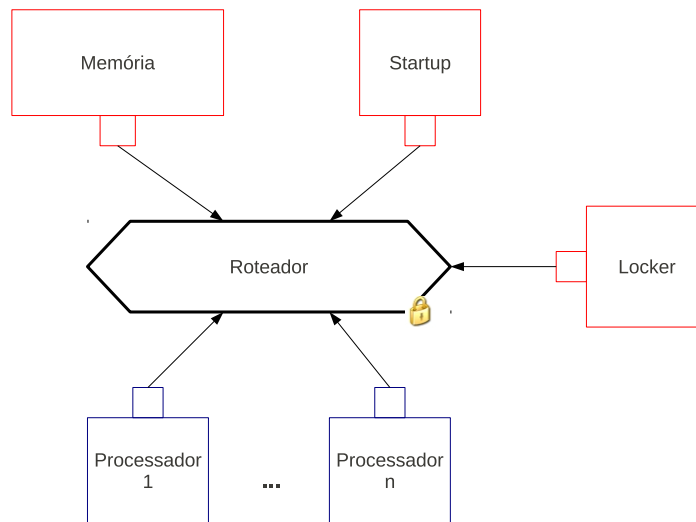 Memória
Startup
Roteador
Locker
Processador
1
...
Processador
n